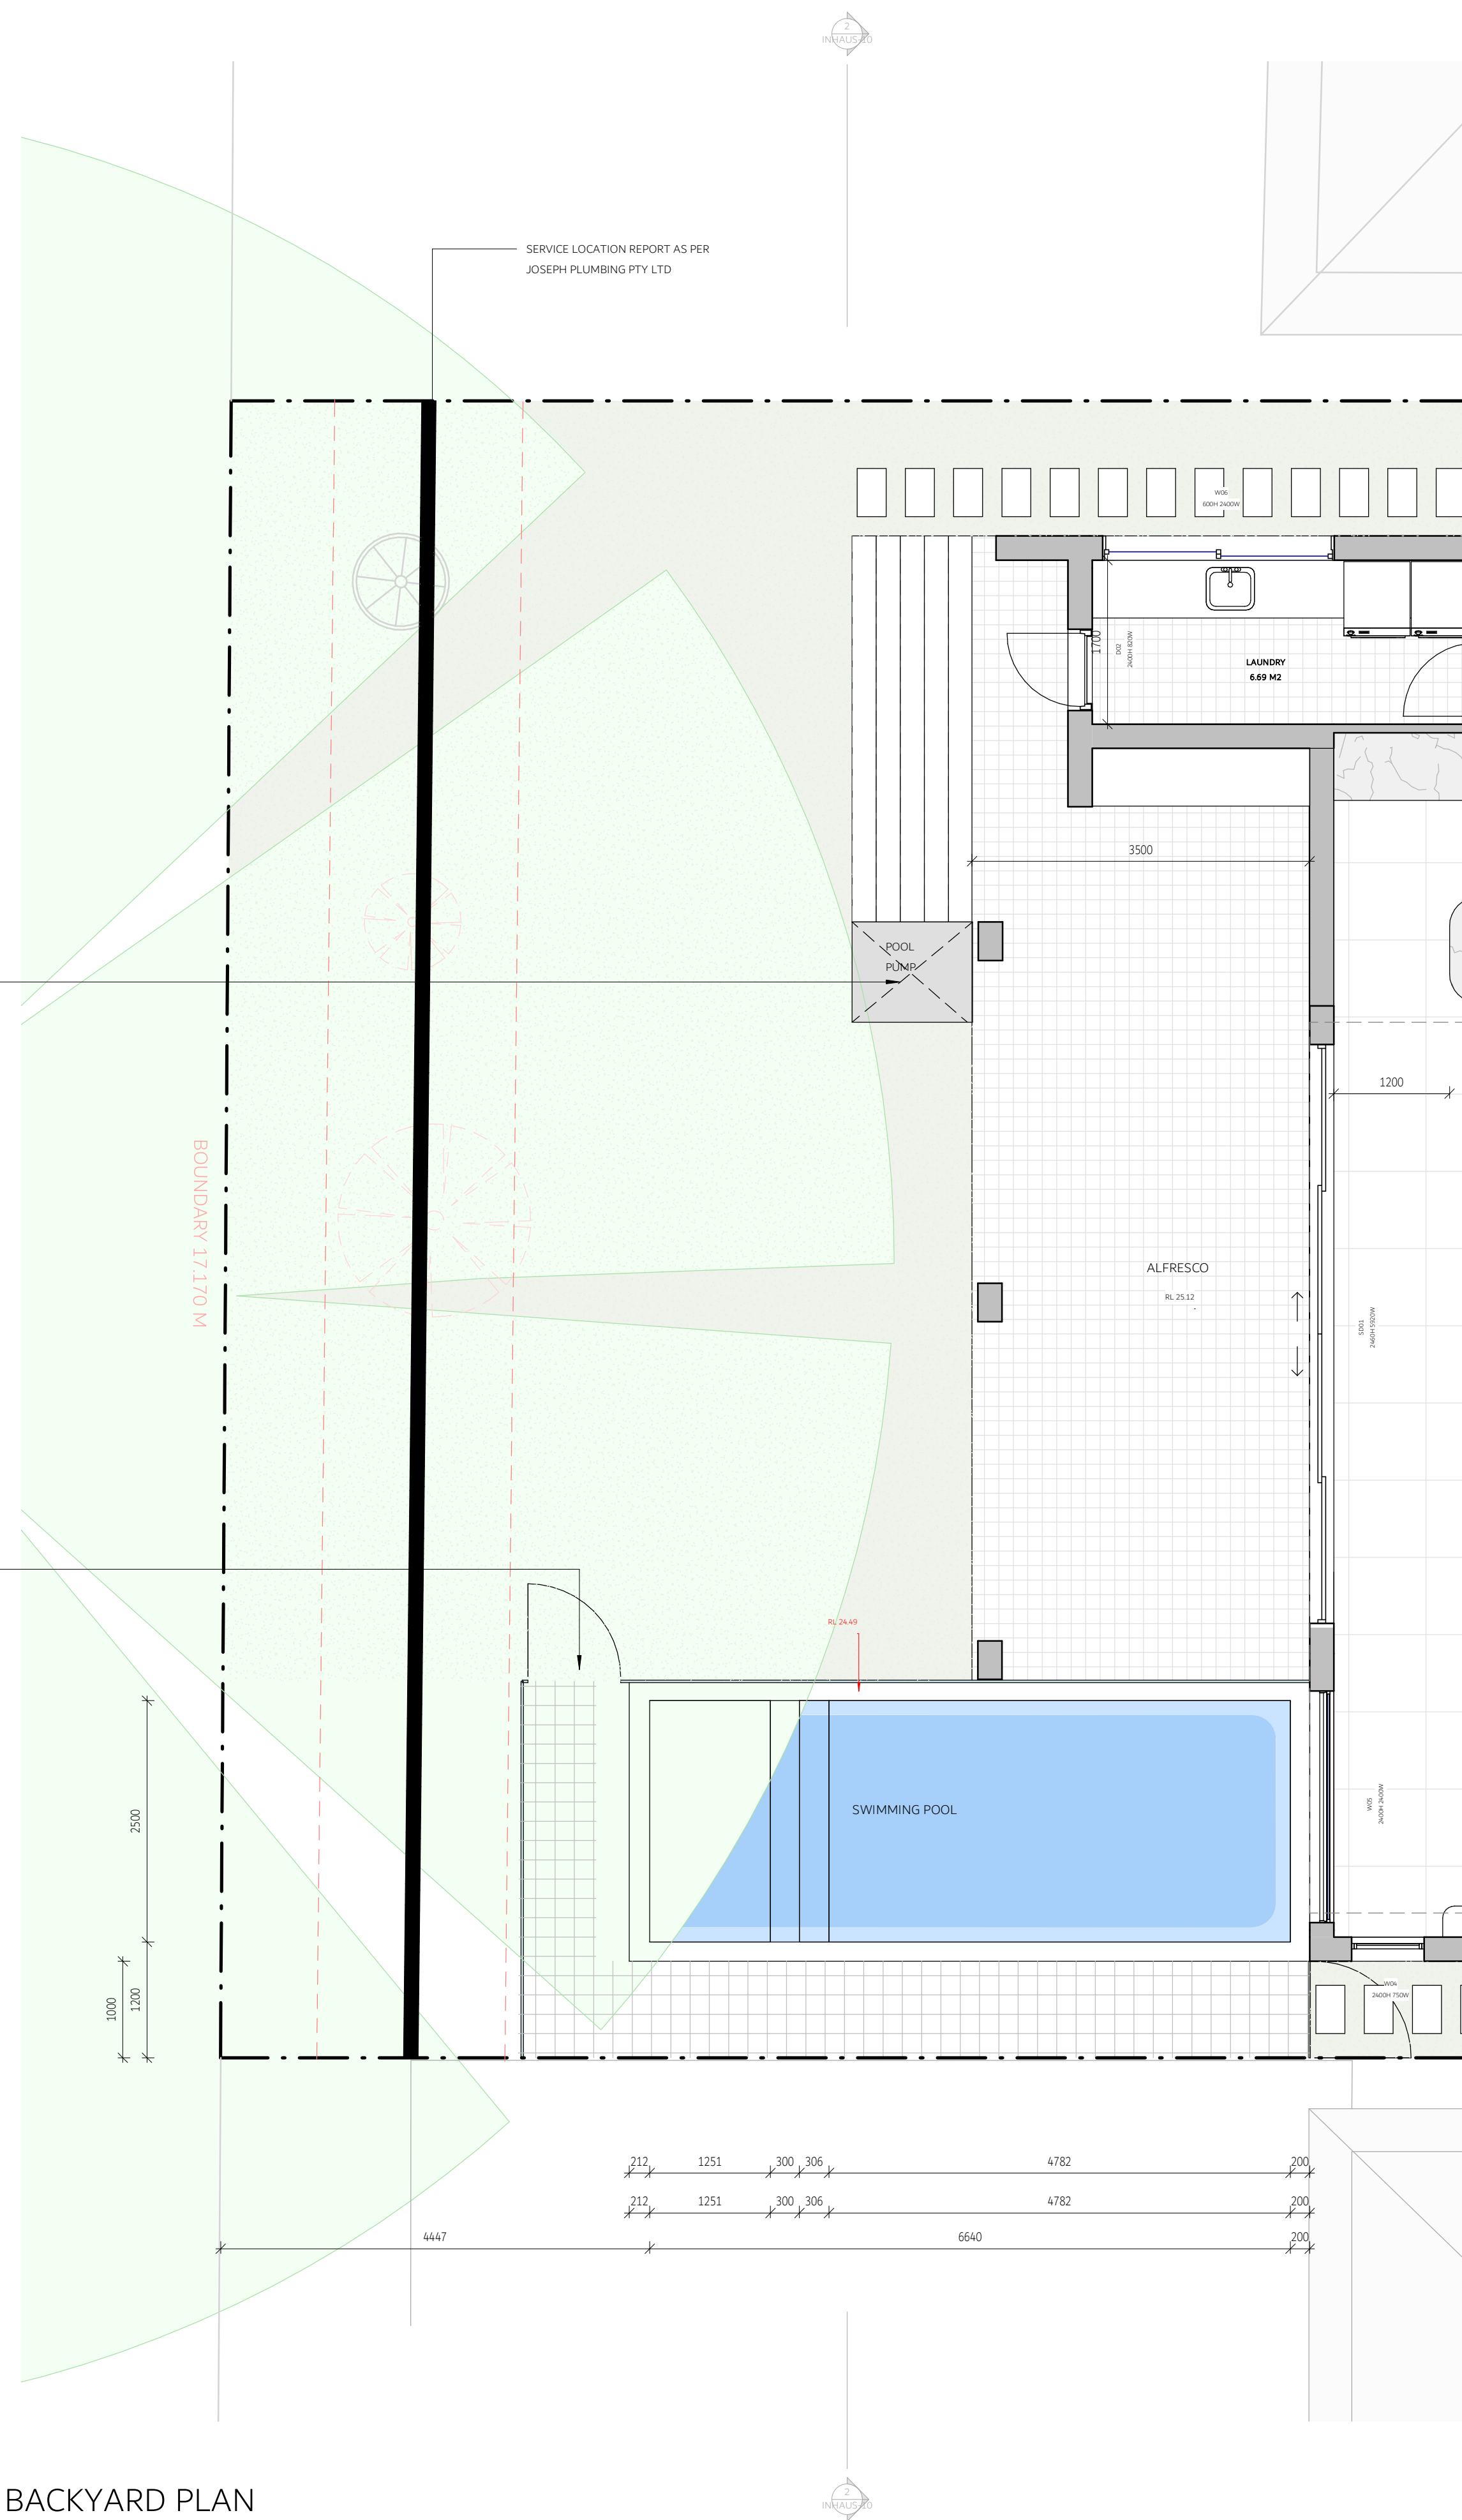 2
INHAUS-10
SERVICE LOCATION REPORT AS PER
JOSEPH PLUMBING PTY LTD
W06
600H 2400W
1700
D02
2400H 820W
LAUNDRY
6.69 M2
3500
POOL
PUMP
1200
BOUNDARY 17.170 M
ALFRESCO
RL 25.12
SD01
2460H 5920W
RL 24.49
2500
SWIMMING POOL
W05
2400H 2400W
1000
1200
W04
2400H 750W
212
1251
300
306
4782
200
212
1251
300
306
4782
200
4447
6640
200
BACKYARD PLAN
2
INHAUS-10